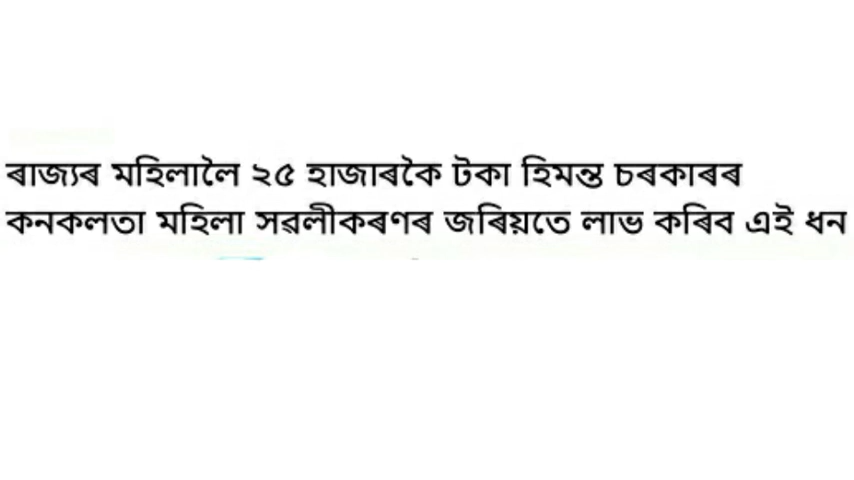 ৰাজ্যৰ মহিলালৈ ২৫ হাজাৰকৈ টকা হিমন্ত চৰকাৰৰ
কনকলতা মহিলা সৱলীকৰণৰ জৰিয়তে লাভ কৰিব এই ধন